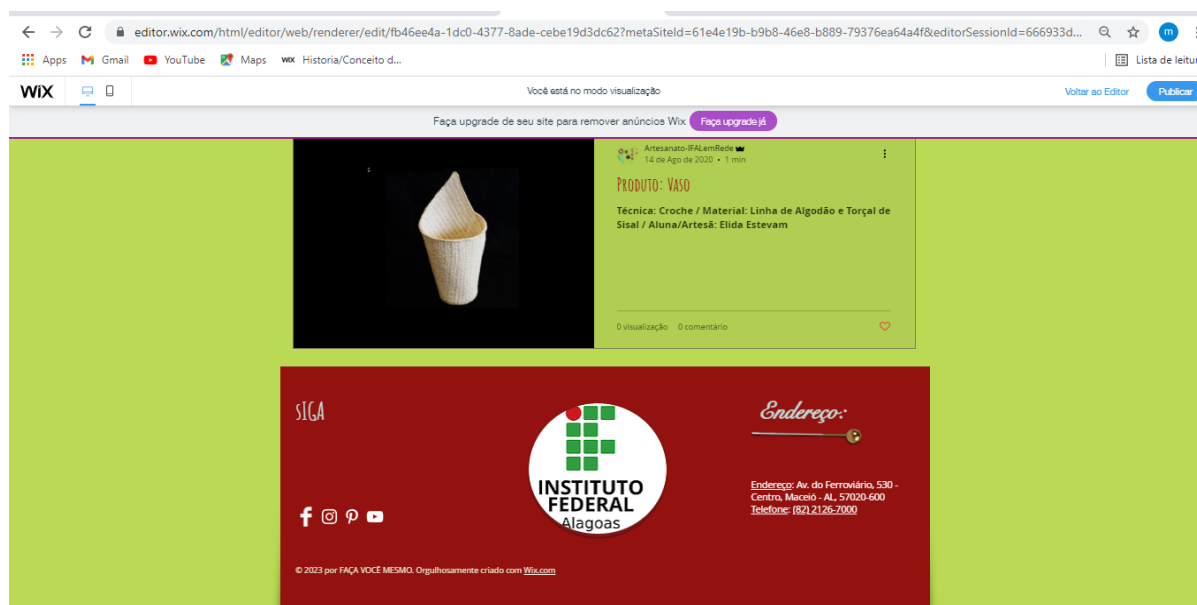 editor.wix.com/html/editor/web/renderer/edit/fb46ee4a-1dc0-4377-8ade-cebe19d3dc62?metaSiteId=61e4e19b-b9b8-46e8-b889-79376ea64a4f&editorSessionId=666933d...
m
Apps Gmail YouTube Maps WIX Historia/Conceito d... Lista de leitur
WiX Você está no modo visualização Voltar ao Editor Publicar
Faça upgrade de seu site para remover anúncios Wix Faça upgrade já
Artesanato-IFALemRede
14 de Ago de 2020 • 1 min
Produto: Vaso
Técnica: Croche / Material: Linha de Algodão e Torçal de
Sisal / Aluna/Artesã: Elida Estevam
0 visualização 0 comentário
SIGA
INSTITUTO
FEDERAL
Alagoas
Endereço:
Endereço: Av. do Ferroviário, 530 -
Centro, Maceió - AL, 57020-600
Telefone: (82) 2126-7000
© 2023 por FAÇA VOCÊ MESMO. Orgulhosamente criado com Wix.com